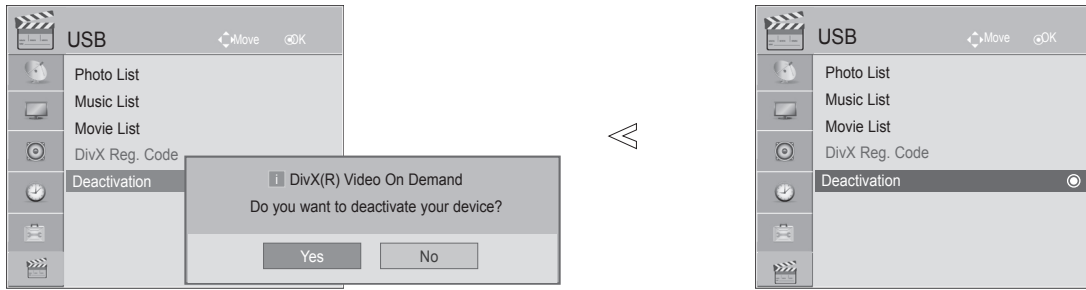 USB Move OK
Photo List
Music List
Movie List
DivX Reg. Code
Deactivation
i DivX(R) Video On Demand
Do you want to deactivate your device?
Yes No
USB Move OK
Photo List
Music List
Movie List
DivX Reg. Code
Deactivation